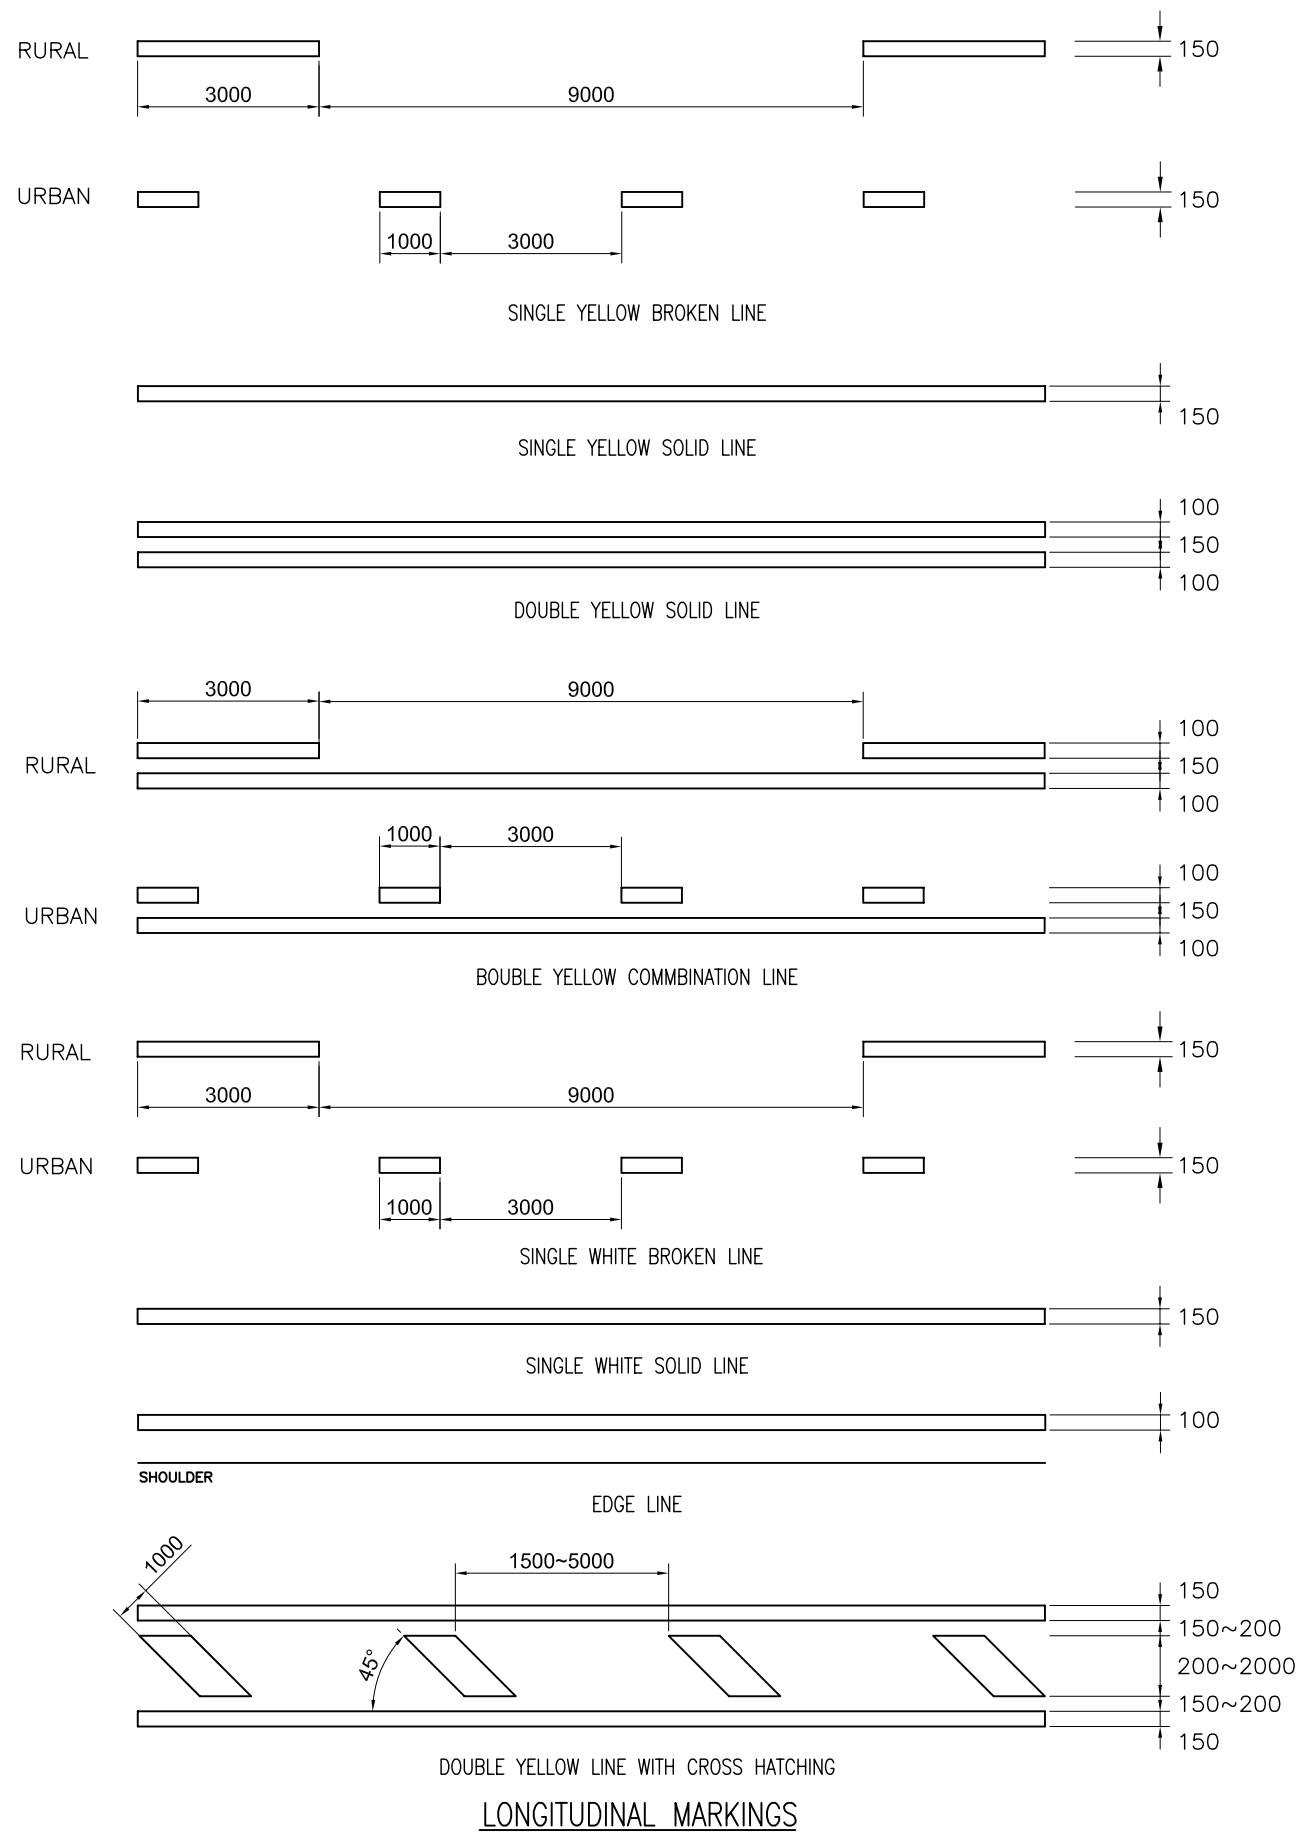 RURAL
150
3000
9000
URBAN
150
1000
3000
SINGLE YELLOW BROKEN LINE
150
SINGLE YELLOW SOLID LINE
100
150
100
DOUBLE YELLOW SOLID LINE
3000
9000
100
RURAL
150
100
1000
3000
100
URBAN
150
100
BOUBLE YELLOW COMMBINATION LINE
RURAL
150
3000
9000
URBAN
150
1000
3000
SINGLE WHITE BROKEN LINE
150
SINGLE WHITE SOLID LINE
100
SHOULDER
EDGE LINE
1000
1500~5000
150
150~200
45°
200~2000
150~200
150
DOUBLE YELLOW LINE WITH CROSS HATCHING
LONGITUDINAL MARKINGS